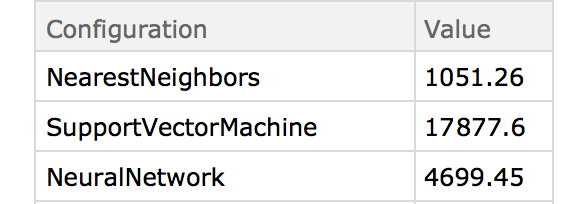 Configuration Value
NearestNeighbors 1051.26
SupportVectorMachine 17877.6
NeuralNetwork 4699.45